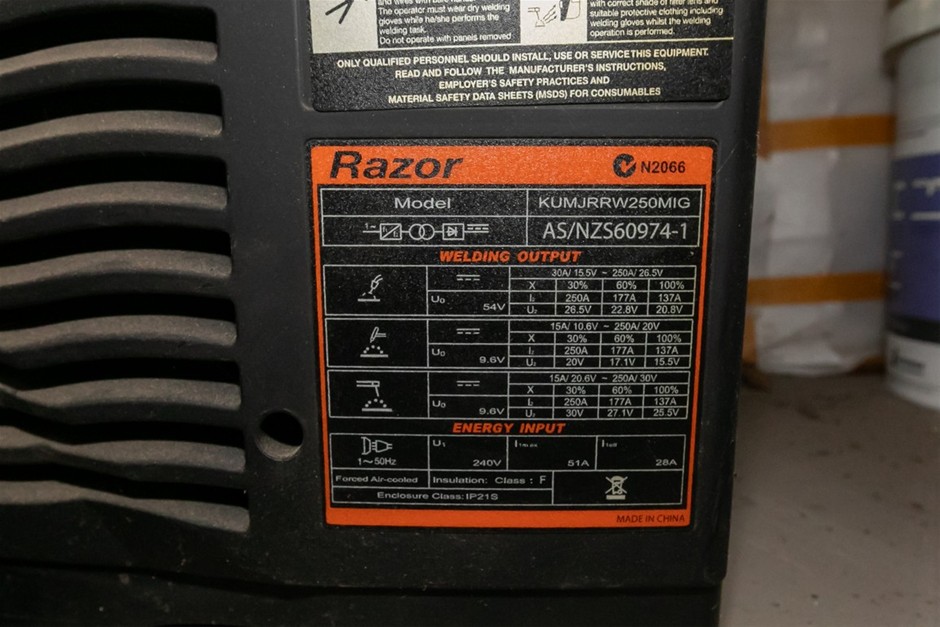 and wires with bare hands.
The operator must wear dry welding
gloves while he/she performs the
welding task.
Do not operate with panels removed
with correct shade of filter lens and
suitable protective clothing including
welding gloves whilst the welding
operation is performed.
ONLY QUALIFIED PERSONNEL SHOULD INSTALL, USE OR SERVICE THIS EQUIPMENT.
READ AND FOLLOW THE MANUFACTURER'S INSTRUCTIONS,
EMPLOYER'S SAFETY PRACTICES AND
MATERIAL SAFETY DATA SHEETS (MSDS) FOR CONSUMABLES
Razor N2066
Model KUMJRRW250MIG
1~ AS/NZS60974-1
WELDING OUTPUT
30A/ 15.5V ~ 250A/ 26.5V
X 30% 60% 100%
U₀ 54V I₂ 250A 177A 137A
U₂ 26.5V 22.8V 20.8V
15A/ 10.6V ~ 250A/ 20V
X 30% 60% 100%
U₀ 9.6V I₂ 250A 177A 137A
U₂ 20V 17.1V 15.5V
15A/ 20.6V ~ 250A/ 30V
X 30% 60% 100%
U₀ 9.6V I₂ 250A 177A 137A
U₂ 30V 27.1V 25.5V
ENERGY INPUT
1~50Hz U₁ 240V I₁max 51A I₁eff 28A
Forced Air-cooled Insulation: Class : F
Enclosure Class: IP21S
MADE IN CHINA